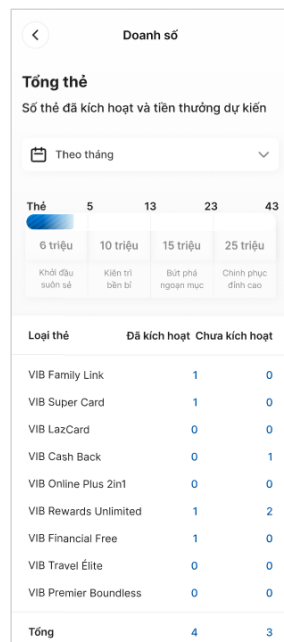 Doanh số
Tổng thẻ
Số thẻ đã kích hoạt và tiền thưởng dự kiến
Theo tháng
Thẻ 5 13 23 43
6 triệu 10 triệu 15 triệu 25 triệu
Khởi đầu Kiên trì Bứt phá Chinh phục
suôn sẻ bền bỉ ngoạn mục đỉnh cao
Loại thẻ Đã kích hoạt Chưa kích hoạt
VIB Family Link 1 0
VIB Super Card 1 0
VIB LazCard 0 0
VIB Cash Back 0 1
VIB Online Plus 2in1 0 0
VIB Rewards Unlimited 1 2
VIB Financial Free 1 0
VIB Travel Élite 0 0
VIB Premier Boundless 0 0
Tổng 4 3